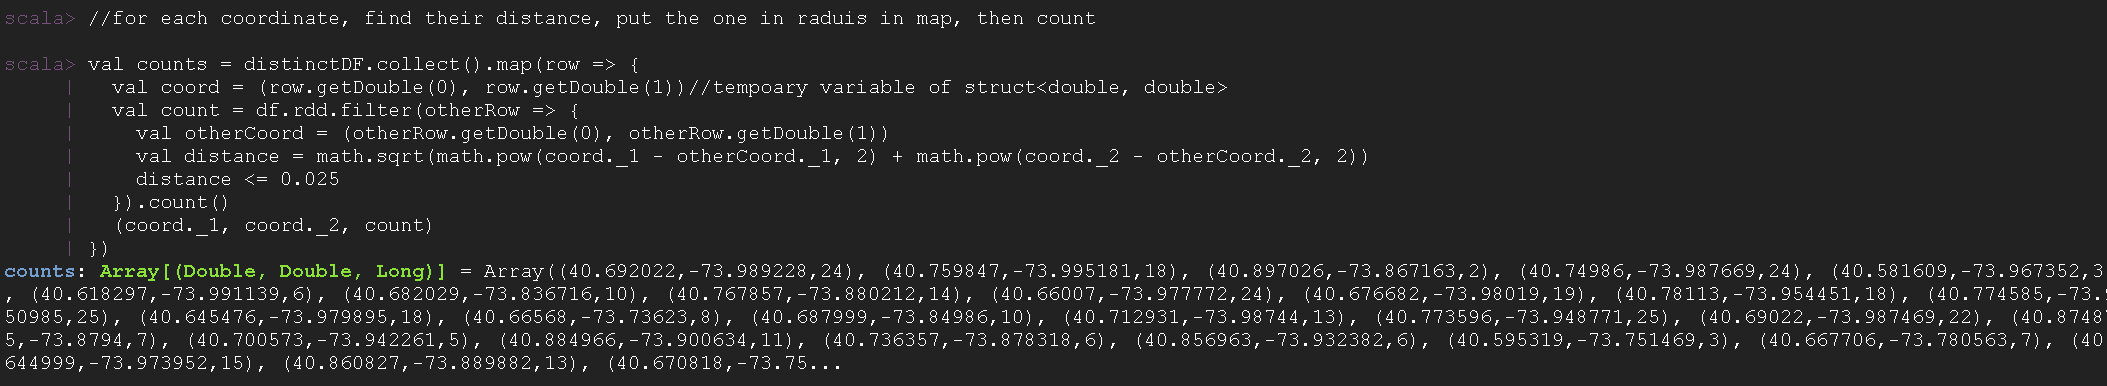 scala> //for each coordinate, find their distance, put the one in raduis in map, then count
scala> val counts = distinctDF.collect().map(row => {
     |   val coord = (row.getDouble(0), row.getDouble(1))//tempoary variable of struct<double, double>
     |   val count = df.rdd.filter(otherRow => {
     |     val otherCoord = (otherRow.getDouble(0), otherRow.getDouble(1))
     |     val distance = math.sqrt(math.pow(coord._1 - otherCoord._1, 2) + math.pow(coord._2 - otherCoord._2, 2))
     |     distance <= 0.025
     |   }).count()
     |   (coord._1, coord._2, count)
     | })
counts: Array[(Double, Double, Long)] = Array((40.692022,-73.989228,24), (40.759847,-73.995181,18), (40.897026,-73.867163,2), (40.74986,-73.987669,24), (40.581609,-73.967352,3
, (40.618297,-73.991139,6), (40.682029,-73.836716,10), (40.767857,-73.880212,14), (40.66007,-73.977772,24), (40.676682,-73.98019,19), (40.78113,-73.954451,18), (40.774585,-73.9
50985,25), (40.645476,-73.979895,18), (40.66568,-73.73623,8), (40.687999,-73.84986,10), (40.712931,-73.98744,13), (40.773596,-73.948771,25), (40.69022,-73.987469,22), (40.8748
5,-73.8794,7), (40.700573,-73.942261,5), (40.884966,-73.900634,11), (40.736357,-73.878318,6), (40.856963,-73.932382,6), (40.595319,-73.751469,3), (40.667706,-73.780563,7), (40
644999,-73.973952,15), (40.860827,-73.889882,13), (40.670818,-73.75...